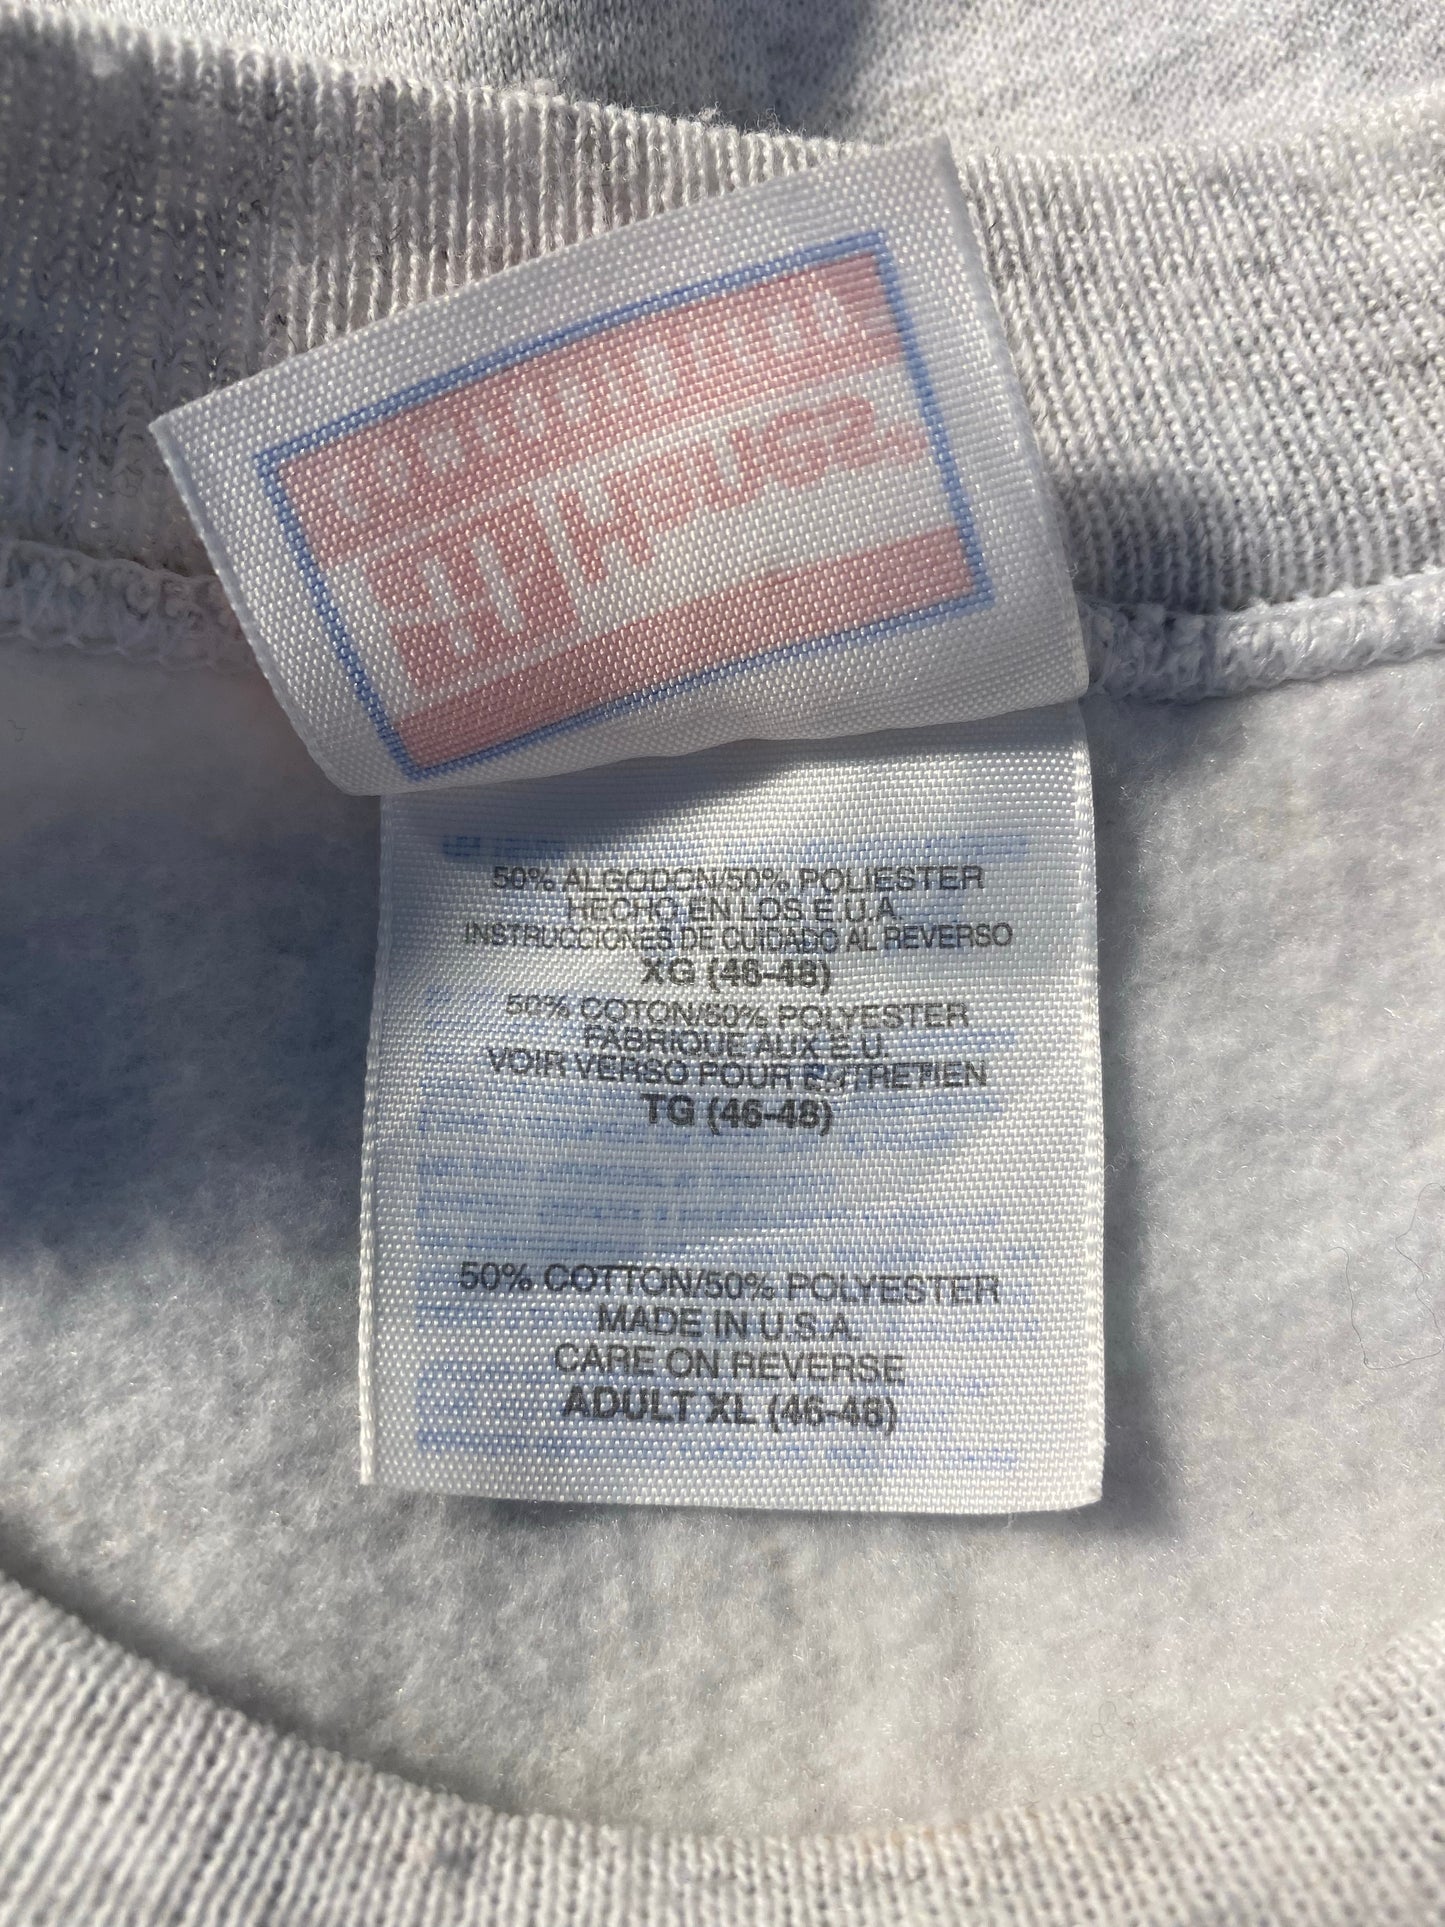 50% ALGODON/50% POLIESTER
HECHO EN LOS E.U.A.
INSTRUCCIONES DE CUIDADO AL REVERSO
XG (46-48)
50% COTON/50% POLYESTER
FABRIQUE AUX E.U.
VOIR VERSO POUR ENTRETIEN
TG (46-48)
50% COTTON/50% POLYESTER
MADE IN U.S.A.
CARE ON REVERSE
ADULT XL (46-48)